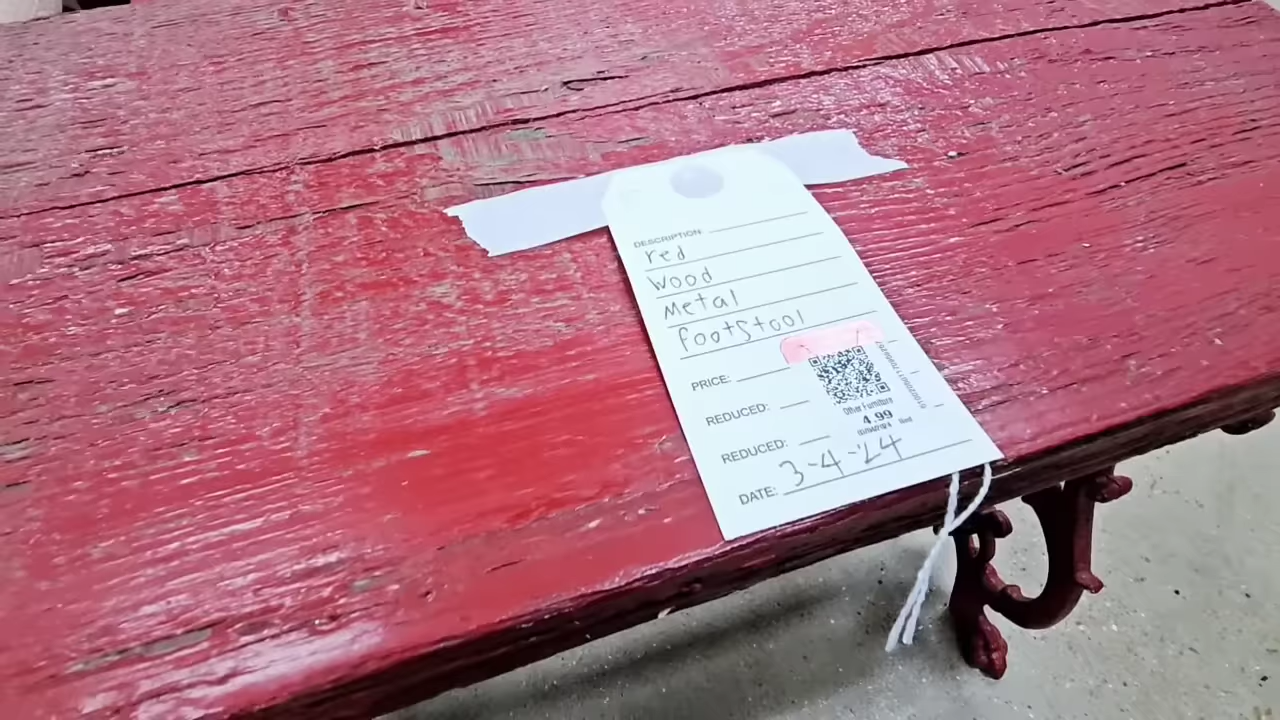 DESCRIPTION:
red
wood
Metal
footstool
PRICE:
REDUCED:
Other Furniture
4.99
REDUCED:
DATE: 3-4-24